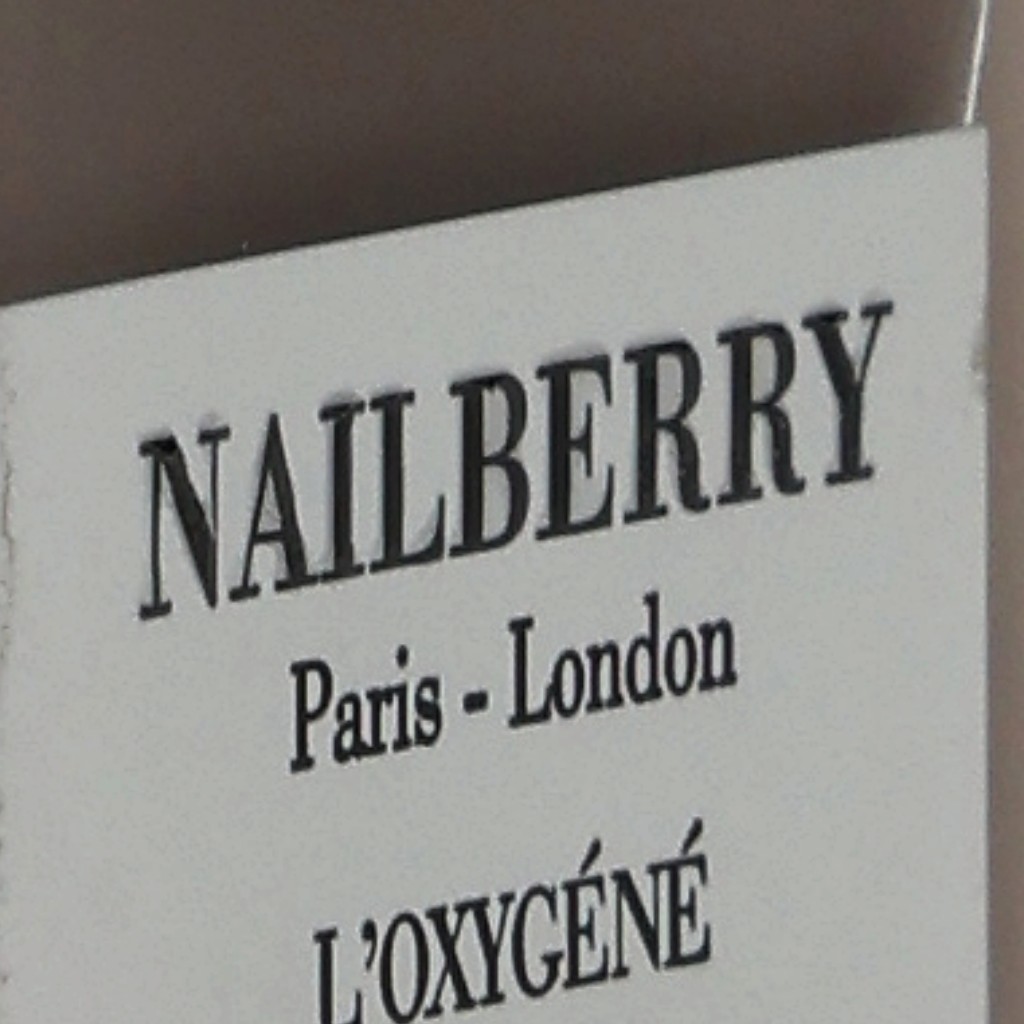 NAILBERRY
Paris - London
L'OXYGÉNÉ